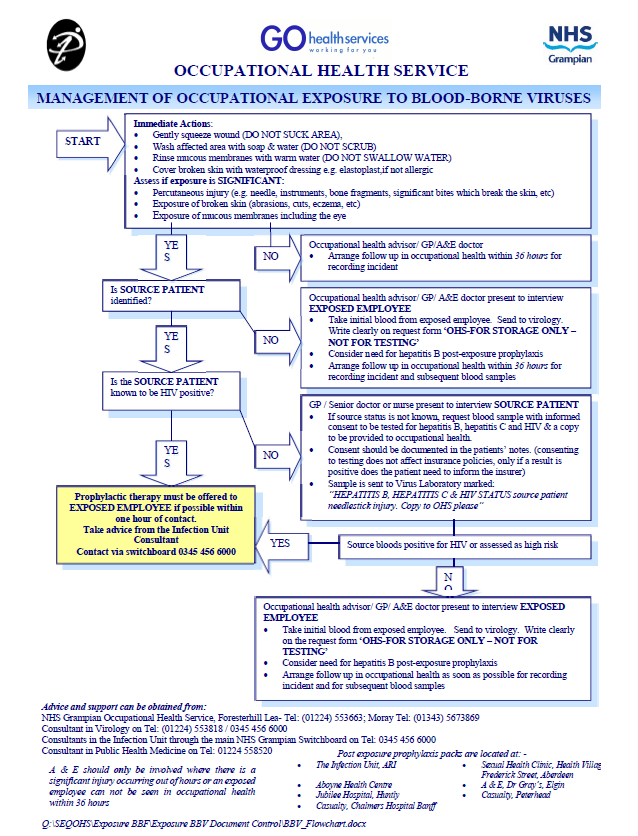 GO healthservices
working for you
NHS
Grampian
OCCUPATIONAL HEALTH SERVICE
MANAGEMENT OF OCCUPATIONAL EXPOSURE TO BLOOD-BORNE VIRUSES
START
Immediate Actions:
• Gently squeeze wound (DO NOT SUCK AREA),
• Wash affected area with soap & water (DO NOT SCRUB)
• Rinse mucous membranes with warm water (DO NOT SWALLOW WATER)
• Cover broken skin with waterproof dressing e.g. elastoplast,if not allergic
Assess if exposure is SIGNIFICANT:
• Percutaneous injury (e.g. needle, instruments, bone fragments, significant bites which break the skin, etc)
• Exposure of broken skin (abrasions, cuts, eczema, etc)
• Exposure of mucous membranes including the eye
YE
S
NO
Occupational health advisor/ GP/A&E doctor
• Arrange follow up in occupational health within 36 hours for
recording incident
Is SOURCE PATIENT
identified?
YE
S
NO
Occupational health advisor/ GP/ A&E doctor present to interview
EXPOSED EMPLOYEE
• Take initial blood from exposed employee. Send to virology.
Write clearly on request form ‘OHS-FOR STORAGE ONLY –
NOT FOR TESTING’
• Consider need for hepatitis B post-exposure prophylaxis
• Arrange follow up in occupational health within 36 hours for
recording incident and subsequent blood samples
Is the SOURCE PATIENT
known to be HIV positive?
YE
S
NO
GP / Senior doctor or nurse present to interview SOURCE PATIENT
• If source status is not known, request blood sample with informed
consent to be tested for hepatitis B, hepatitis C and HIV & a copy
to be provided to occupational health.
• Consent should be documented in the patients’ notes. (consenting
to testing does not affect insurance policies, only if a result is
positive does the patient need to inform the insurer)
• Sample is sent to Virus Laboratory marked:
“HEPATITIS B, HEPATITIS C & HIV STATUS source patient
needlestick injury. Copy to OHS please”
Prophylactic therapy must be offered to
EXPOSED EMPLOYEE if possible within
one hour of contact.
Take advice from the Infection Unit
Consultant
Contact via switchboard 0345 456 6000
YES
Source bloods positive for HIV or assessed as high risk
N
O
Occupational health advisor/ GP/ A&E doctor present to interview EXPOSED
EMPLOYEE
• Take initial blood from exposed employee. Send to virology. Write clearly
on the request form ‘OHS-FOR STORAGE ONLY – NOT FOR
TESTING’
• Consider need for hepatitis B post-exposure prophylaxis
• Arrange follow up in occupational health as soon as possible for recording
incident and for subsequent blood samples
Advice and support can be obtained from:
NHS Grampian Occupational Health Service, Foresterhill Lea- Tel: (01224) 553663; Moray Tel: (01343) 5673869
Consultant in Virology on Tel: (01224) 553818 / 0345 456 6000
Consultants in the Infection Unit through the main NHS Grampian Switchboard on Tel: 0345 456 6000
Consultant in Public Health Medicine on Tel: 01224 558520
A & E should only be involved where there is a
significant injury occurring out of hours or an exposed
employee can not be seen in occupational health
within 36 hours
Post exposure prophylaxis packs are located at: -
• The Infection Unit, ARI
• Aboyne Health Centre
• Jubilee Hospital, Huntly
• Casualty, Chalmers Hospital Banff
• Sexual Health Clinic, Health Villag
Frederick Street, Aberdeen
• A & E, Dr Gray’s, Elgin
• Casualty, Peterhead
Q:\SEQOHS\Exposure BBF\Exposure BBV Document Control\BBV_Flowchart.docx